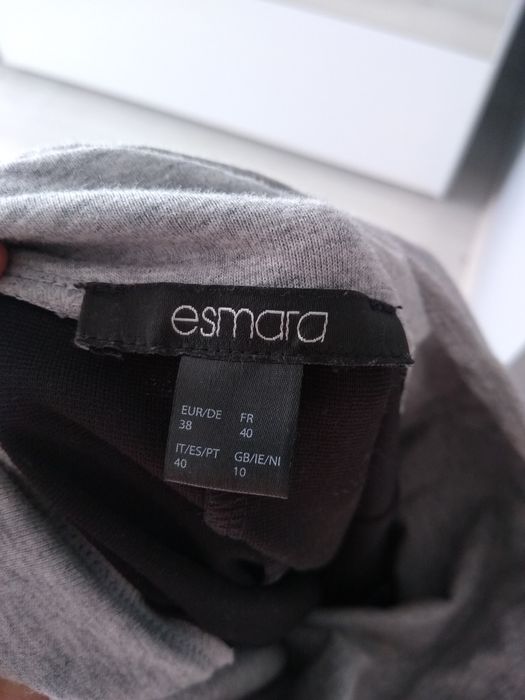 esmara
EUR/DE FR
38 40
IT/ES/PT GB/IE/NI
40 10